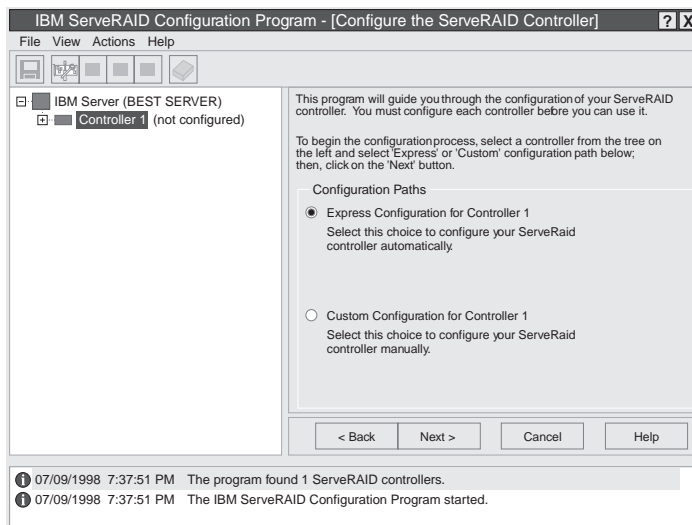 IBM ServeRAID Configuration Program - [Configure the ServeRAID Controller] ? X
File View Actions Help
IBM Server (BEST SERVER)
Controller 1 (not configured)
This program will guide you through the configuration of your ServeRAID
controller. You must configure each controller before you can use it.
To begin the configuration process, select a controller from the tree on
the left and select 'Express' or 'Custom' configuration path below;
then, click on the 'Next' button.
Configuration Paths
Express Configuration for Controller 1
Select this choice to configure your ServeRaid
controller automatically.
Custom Configuration for Controller 1
Select this choice to configure your ServeRaid
controller manually.
< Back Next > Cancel Help
07/09/1998 7:37:51 PM The program found 1 ServeRAID controllers.
07/09/1998 7:37:51 PM The IBM ServeRAID Configuration Program started.